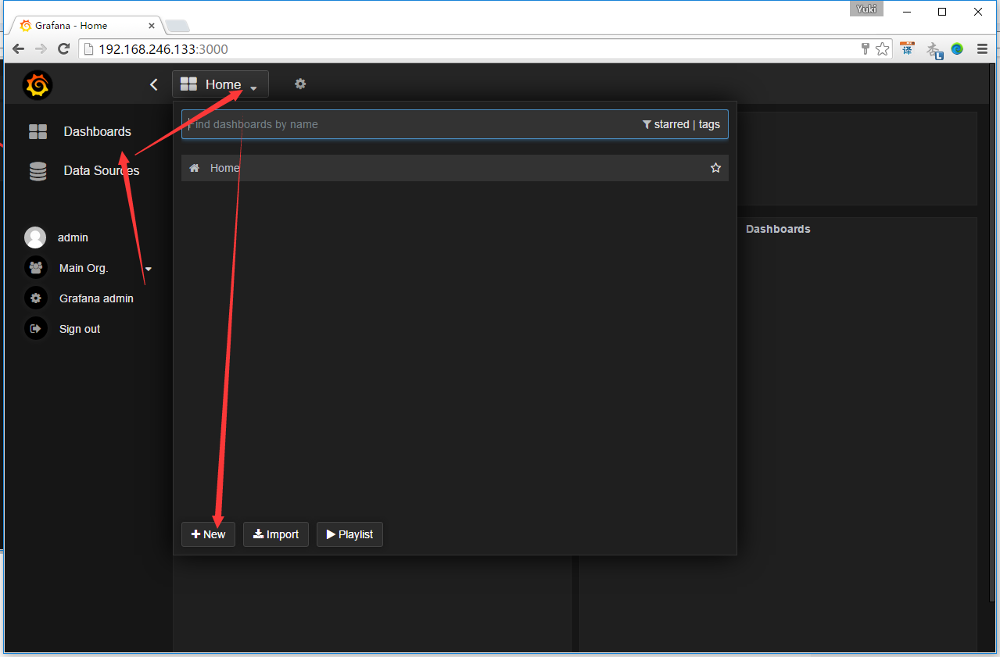 Yuki
Grafana - Home
192.168.246.133:3000
译
Home
Find dashboards by name
starred | tags
Dashboards
Data Sources
Home
Dashboards
admin
Main Org.
Grafana admin
Sign out
New
Import
Playlist